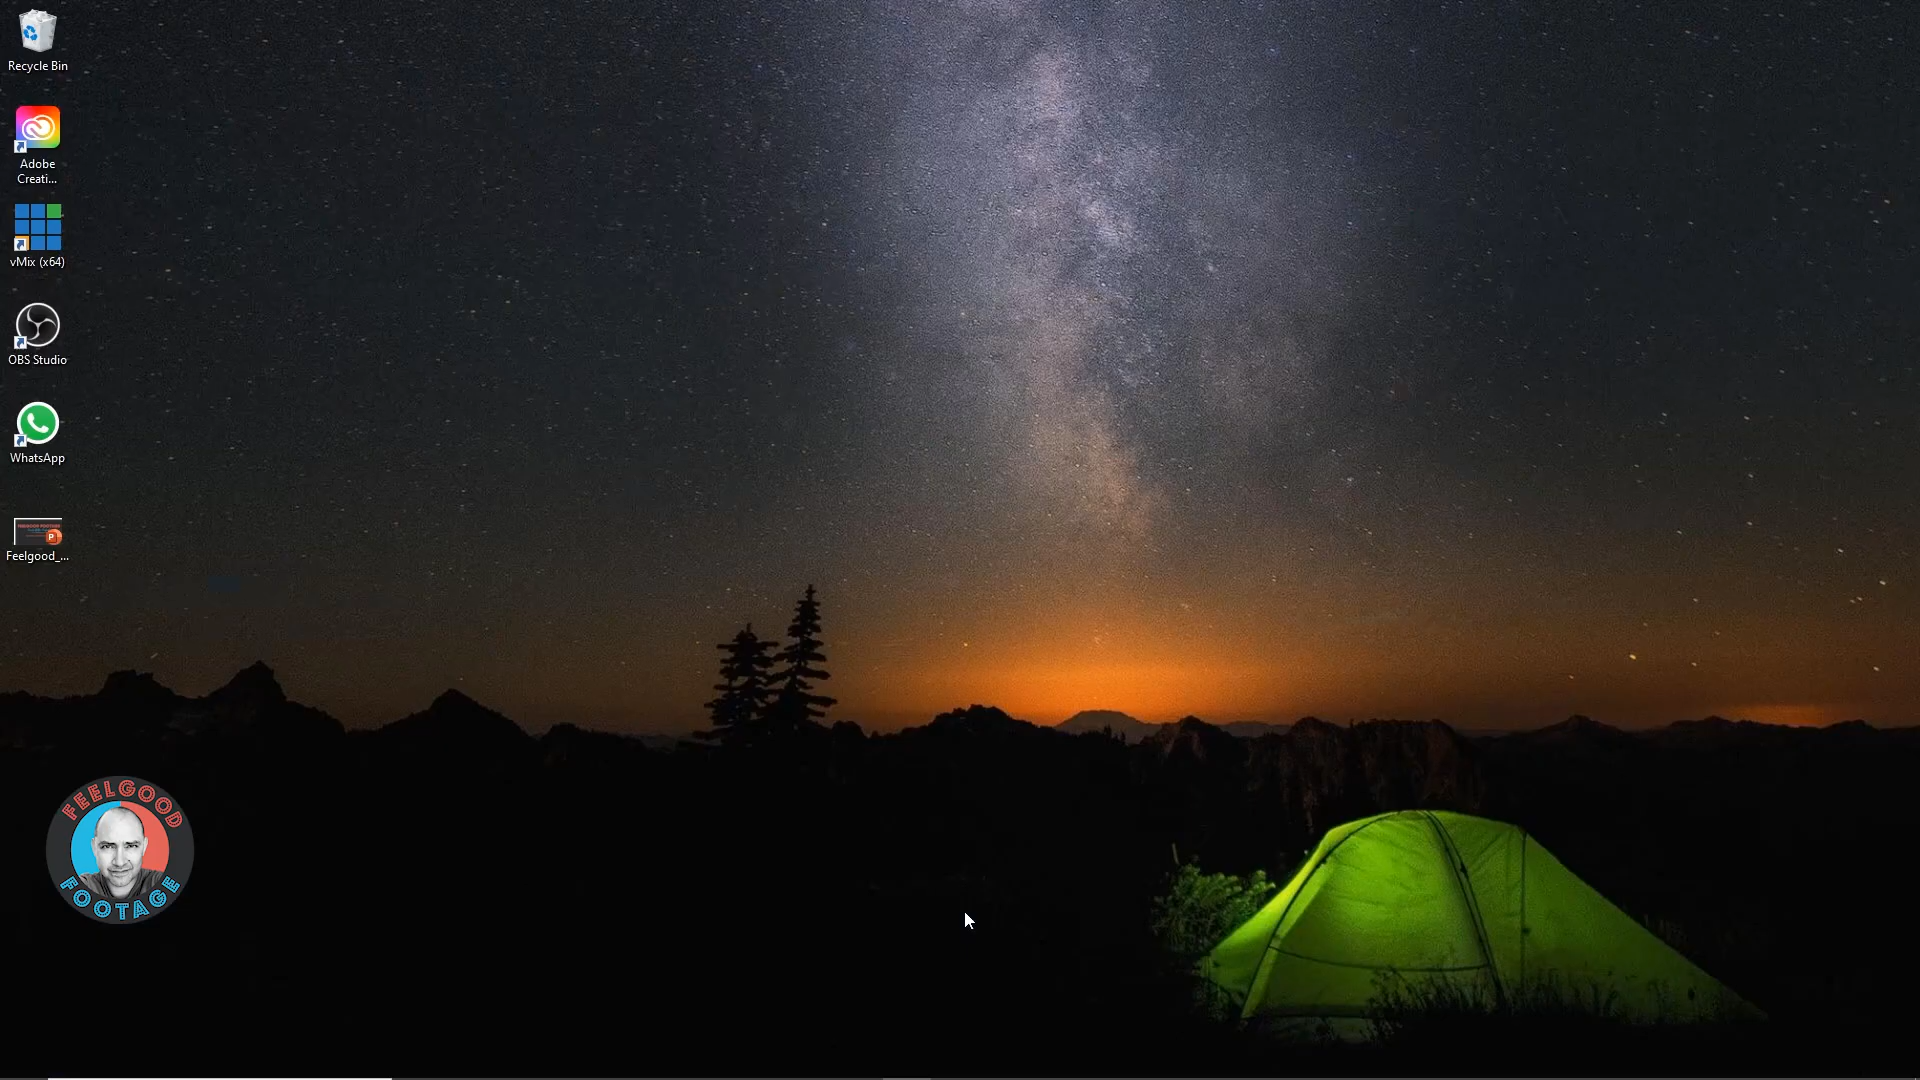 Recycle Bin
Adobe
Creati...
vMix (x64)
OBS Studio
WhatsApp
P
Feelgood_...
FEELGOOD
FOOTAGE